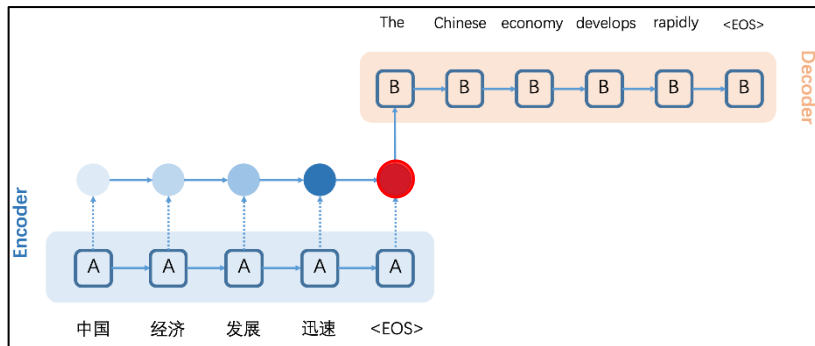 The Chinese economy develops rapidly <EOS>
B B B B B B
Decoder
Encoder
A A A A A
中国 经济 发展 迅速 <EOS>